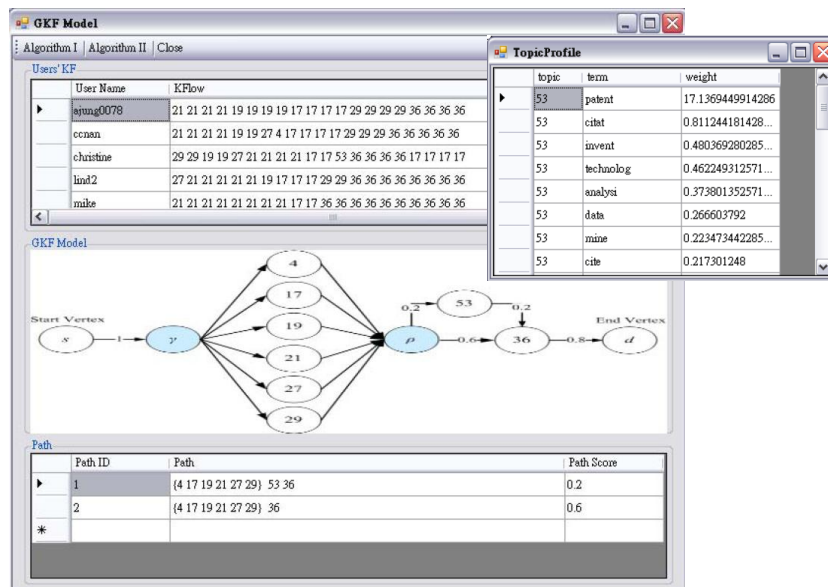 GKF Model
Algorithm I | Algorithm II | Close
Users' KF
User Name KFlow
ajung0078 21 21 21 21 19 19 19 19 17 17 17 17 29 29 29 29 36 36 36 36
ccnan 21 21 21 21 19 19 27 4 17 17 17 17 29 29 29 36 36 36 36 36
christine 29 29 19 19 27 21 21 21 21 17 17 53 36 36 36 36 17 17 17 17
lind2 27 21 21 21 21 21 19 17 17 17 29 29 36 36 36 36 36 36 36 36
mike 21 21 21 21 21 21 21 21 17 17 36 36 36 36 36 36 36 36 36 36
TopicProfile
topic term weight
53 patent 17.1369449914286
53 citat 0.811244181428...
53 invent 0.480369280285...
53 technolog 0.462249312571...
53 analysi 0.373801352571...
53 data 0.266603792
53 mine 0.223473442285...
53 cite 0.217301248
GKF Model
4
17
19
21
27
29
Start Vertex
s
1
γ
ρ
0.2
53
0.2
0.6
36
0.8
End Vertex
d
Path
Path ID Path Path Score
1 {4 17 19 21 27 29} 53 36 0.2
2 {4 17 19 21 27 29} 36 0.6